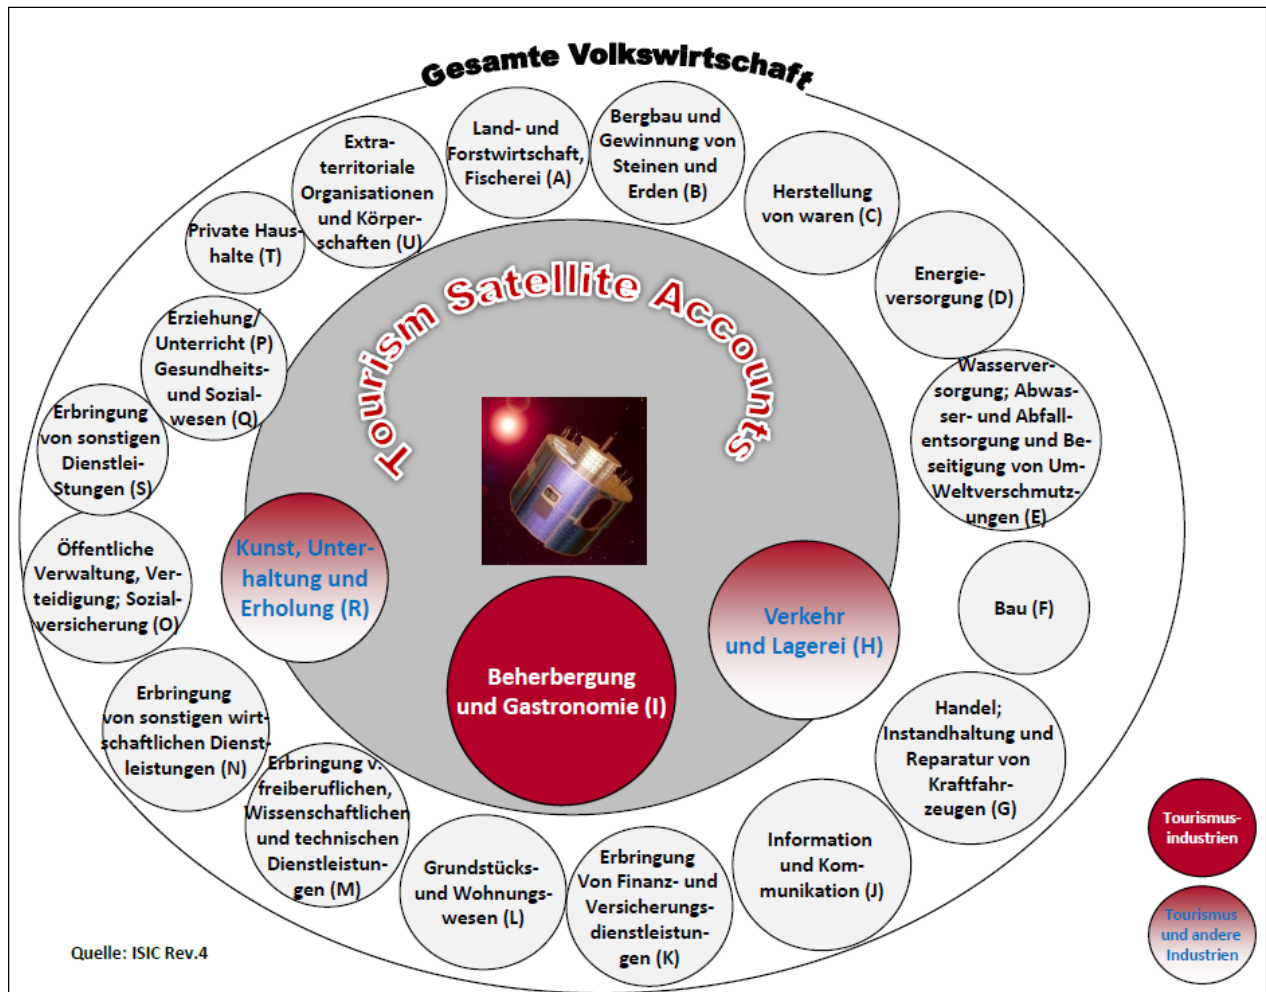 Gesamte Volkswirtschaft
Land- und
Forstwirtschaft,
Fischerei (A)
Bergbau und
Gewinnung von
Steinen und
Erden (B)
Herstellung
von waren (C)
Energie-
versorgung (D)
Wasserver-
sorgung; Abwas-
ser- und Abfall-
entsorgung und Be-
seitigung von Um-
Weltverschmutz-
ungen (E)
Bau (F)
Handel;
Instandhaltung und
Reparatur von
Kraftfahr-
zeugen (G)
Information
und Kom-
munikation (J)
Erbringung
Von Finanz- und
Versicherungs-
dienstleistun-
gen (K)
Grundstücks-
und Wohnungs-
wesen (L)
Erbringung v.
freiberuflichen,
Wissenschaftlichen
und technischen
Dienstleistun-
gen (M)
Erbringung
von sonstigen wirt-
schaftlichen Dienst-
leistungen (N)
Öffentliche
Verwaltung, Ver-
teidigung; Sozial-
versicherung (O)
Erbringung
von sonstigen
Dienstlei-
Stungen (S)
Erziehung/
Unterricht (P)
Gesundheits-
und Sozial-
wesen (Q)
Private Haus-
halte (T)
Extra-
territoriale
Organisationen
und Körper-
schaften (U)
Tourism Satellite Accounts
Kunst, Unter-
haltung und
Erholung (R)
Beherbergung
und Gastronomie (I)
Verkehr
und Lagerei (H)
Tourismus-
industrien
Tourismus
und andere
Industrien
Quelle: ISIC Rev.4